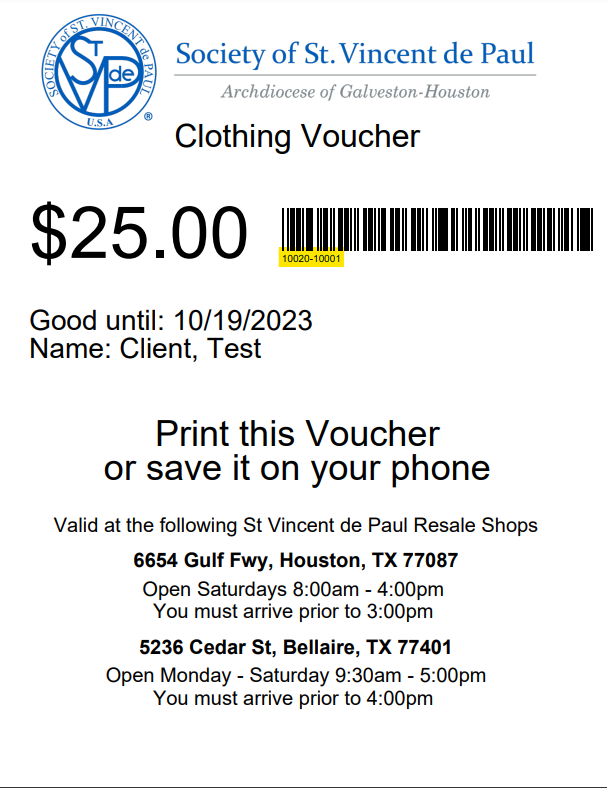 SOCIETY of ST. VINCENT de PAUL
ST
de
VP
U.S.A
®
Society of St. Vincent de Paul
Archdiocese of Galveston-Houston
Clothing Voucher
$25.00
10020-10001
Good until: 10/19/2023
Name: Client, Test
Print this Voucher
or save it on your phone
Valid at the following St Vincent de Paul Resale Shops
6654 Gulf Fwy, Houston, TX 77087
Open Saturdays 8:00am - 4:00pm
You must arrive prior to 3:00pm
5236 Cedar St, Bellaire, TX 77401
Open Monday - Saturday 9:30am - 5:00pm
You must arrive prior to 4:00pm